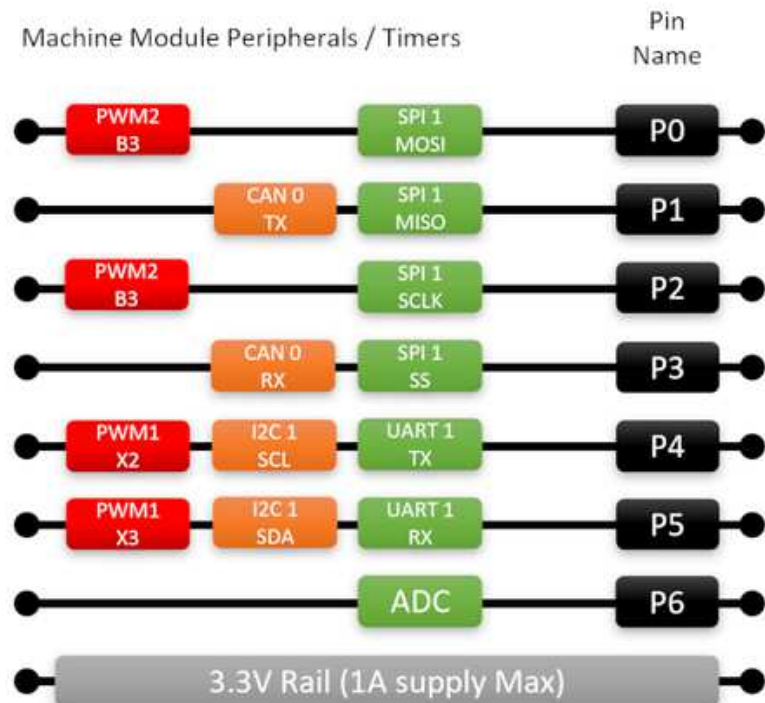 Machine Module Peripherals / Timers
Pin
Name
PWM2
B3
SPI 1
MOSI
P0
CAN 0
TX
SPI 1
MISO
P1
PWM2
B3
SPI 1
SCLK
P2
CAN 0
RX
SPI 1
SS
P3
PWM1
X2
I2C 1
SCL
UART 1
TX
P4
PWM1
X3
I2C 1
SDA
UART 1
RX
P5
ADC
P6
3.3V Rail (1A supply Max)